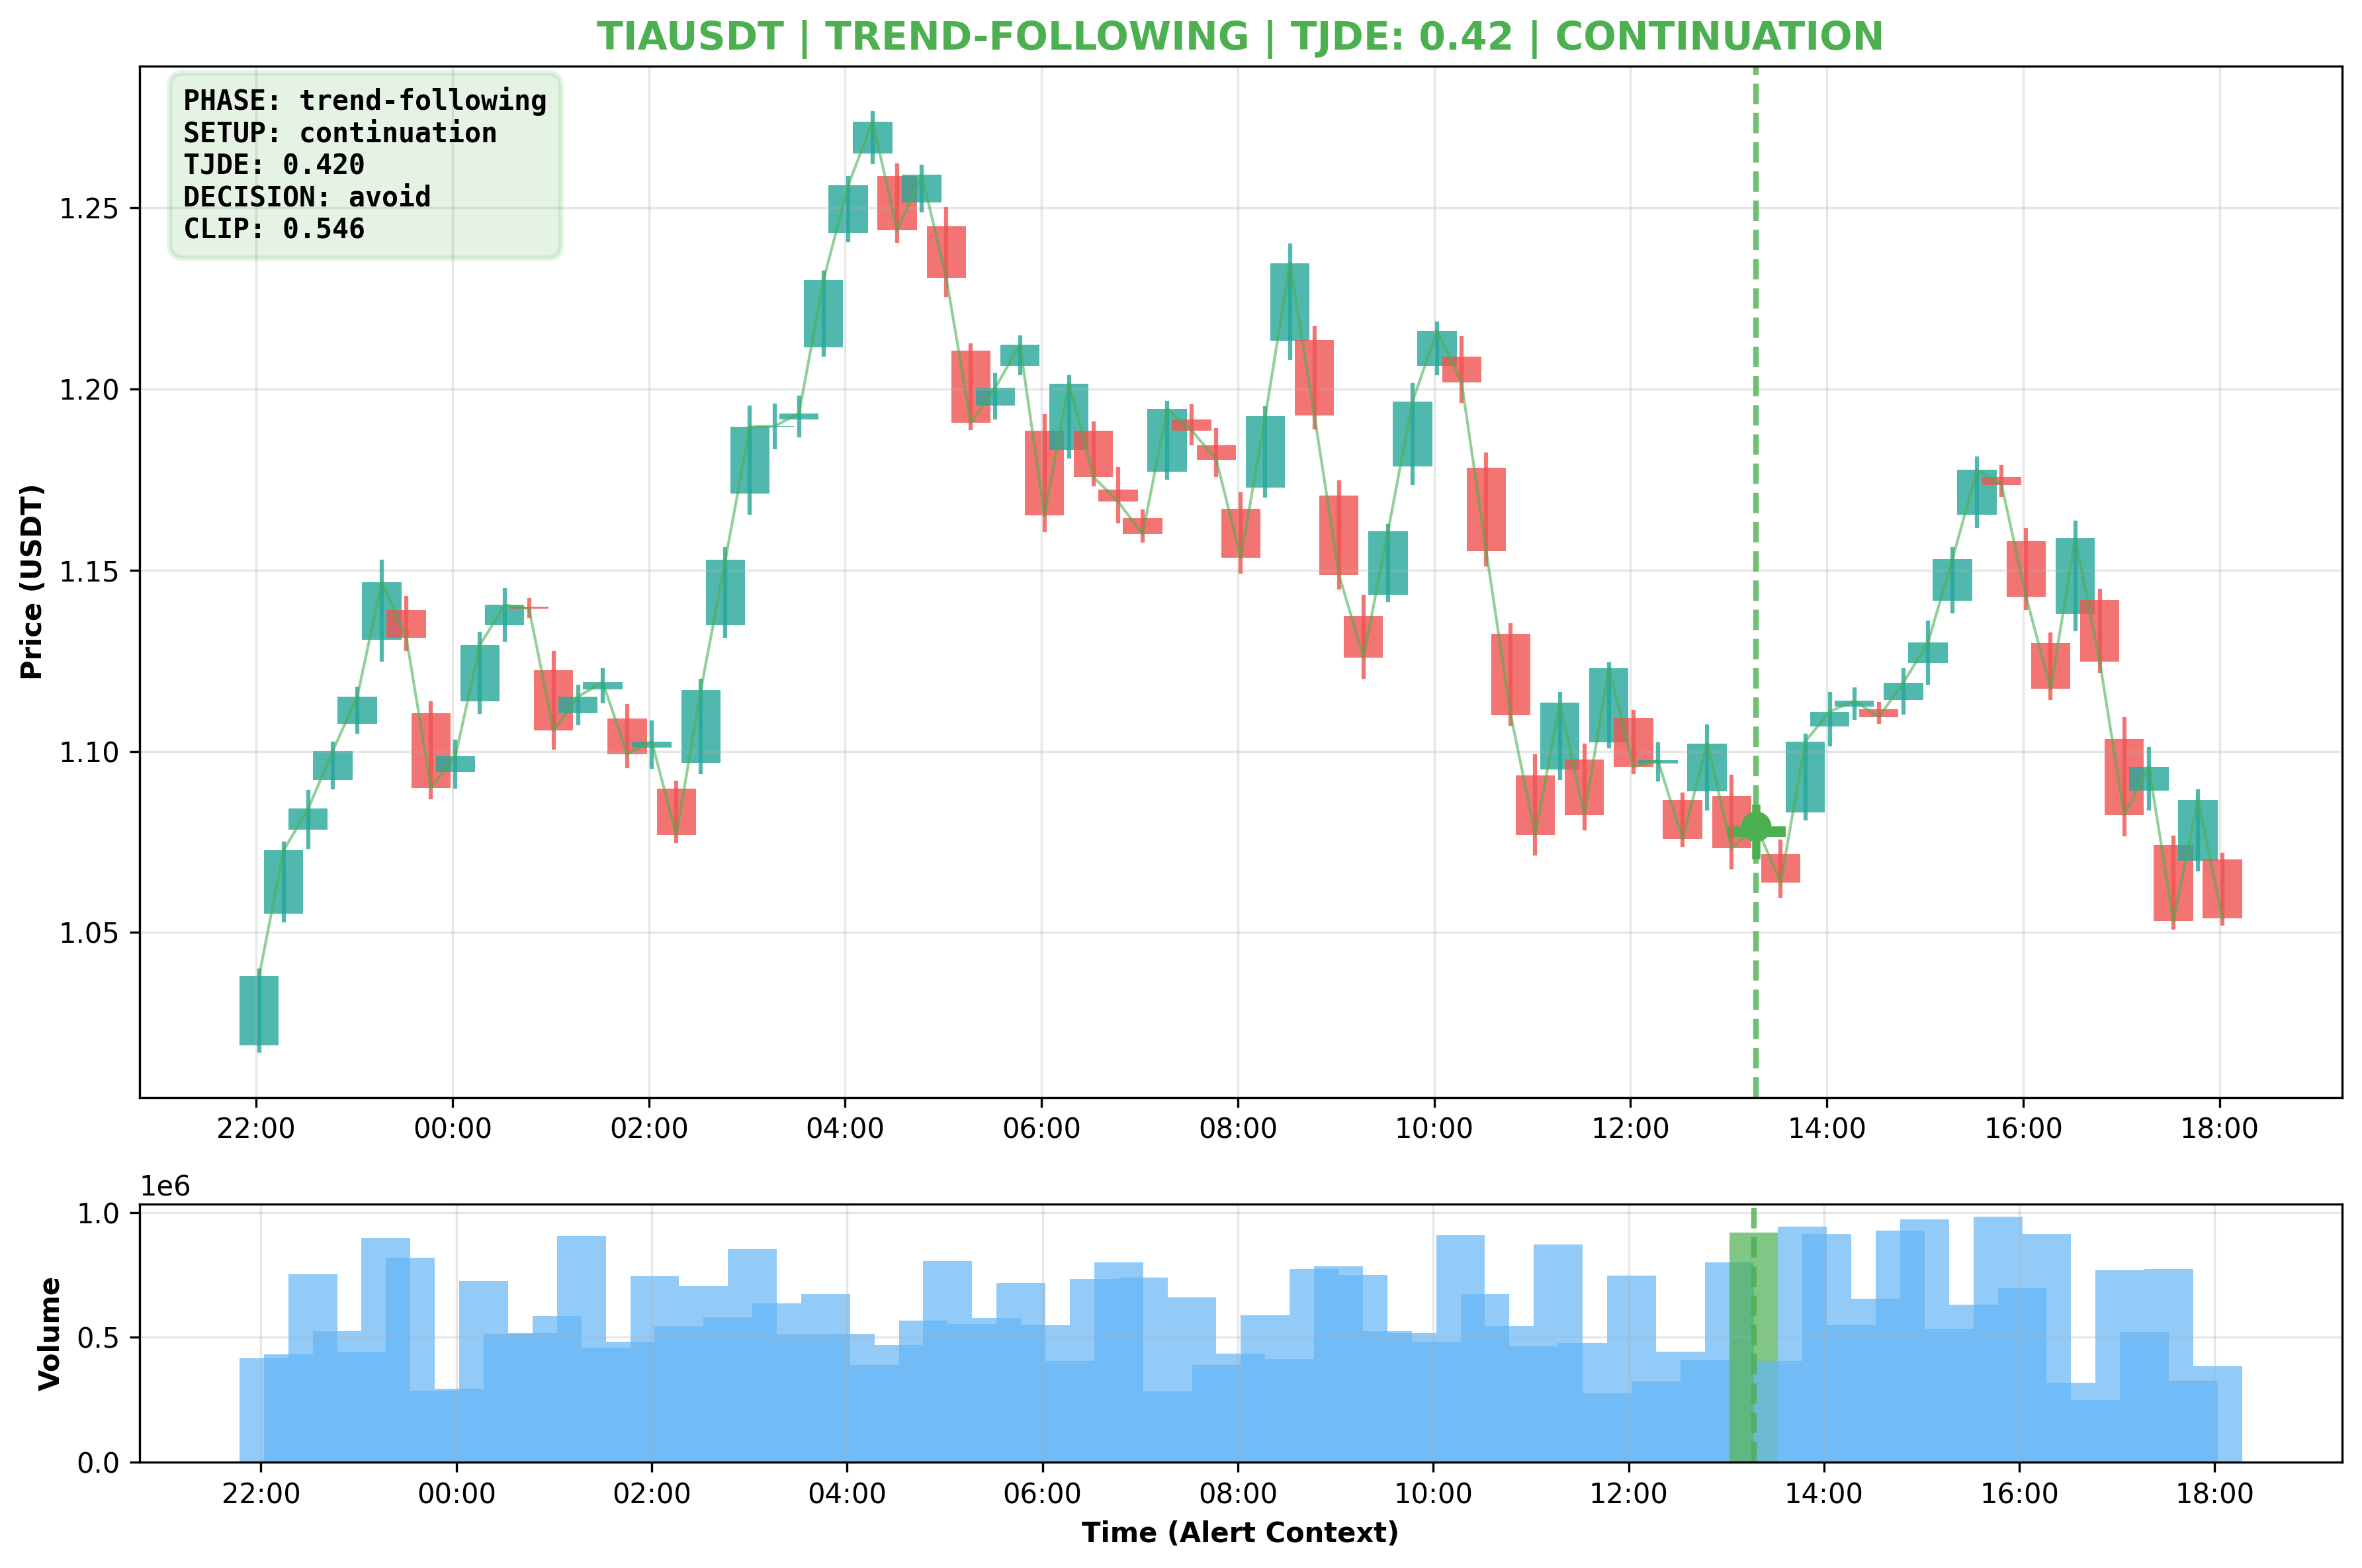 TIAUSDT | TREND-FOLLOWING | TJDE: 0.42 | CONTINUATION
PHASE: trend-following
SETUP: continuation
TJDE: 0.420
DECISION: avoid
CLIP: 0.546
Price (USDT)
1.25
1.20
1.15
1.10
1.05
22:00 00:00 02:00 04:00 06:00 08:00 10:00 12:00 14:00 16:00 18:00
1e6
Volume
1.0
0.5
0.0
22:00 00:00 02:00 04:00 06:00 08:00 10:00 12:00 14:00 16:00 18:00
Time (Alert Context)